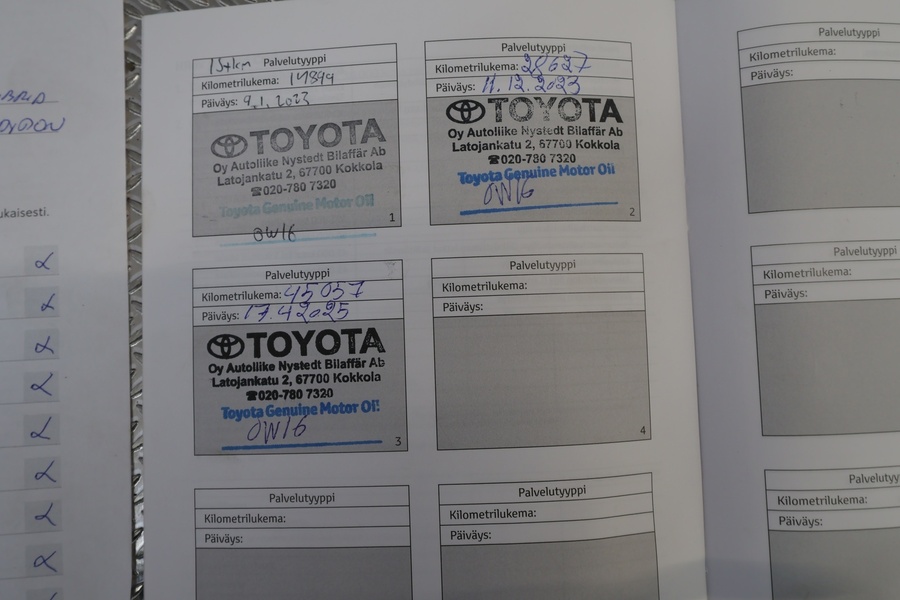 BRID
ukaisesti.
α
α
α
α
α
α
α
α
15tkm Palvelutyyppi
Kilometrilukema: 14894
Päiväys: 9.1.2023
TOYOTA
Oy Autoliike Nystedt Bilaffär Ab
Latojankatu 2, 67700 Kokkola
☎020-780 7320
Toyota Genuine Motor Oil
1
0W16
Palvelutyyppi
Kilometrilukema: 28627
Päiväys: 11.12.2023
TOYOTA
Oy Autoliike Nystedt Bilaffär Ab
Latojankatu 2, 67700 Kokkola
☎020-780 7320
Toyota Genuine Motor Oil
0W16
2
Palvelutyyppi
Kilometrilukema: 45057
Päiväys: 17.4.2025
TOYOTA
Oy Autoliike Nystedt Bilaffär Ab
Latojankatu 2, 67700 Kokkola
☎020-780 7320
Toyota Genuine Motor Oil
0W16
3
Palvelutyyppi
Kilometrilukema:
Päiväys:
4
Palvelutyyppi
Kilometrilukema:
Päiväys:
Palvelutyyppi
Kilometrilukema:
Päiväys:
Palvelutyyppi
Kilometrilukema:
Päiväys:
Palvelutyyppi
Kilometrilukema:
Päiväys:
Palvelutyy
Kilometrilukema:
Päiväys: